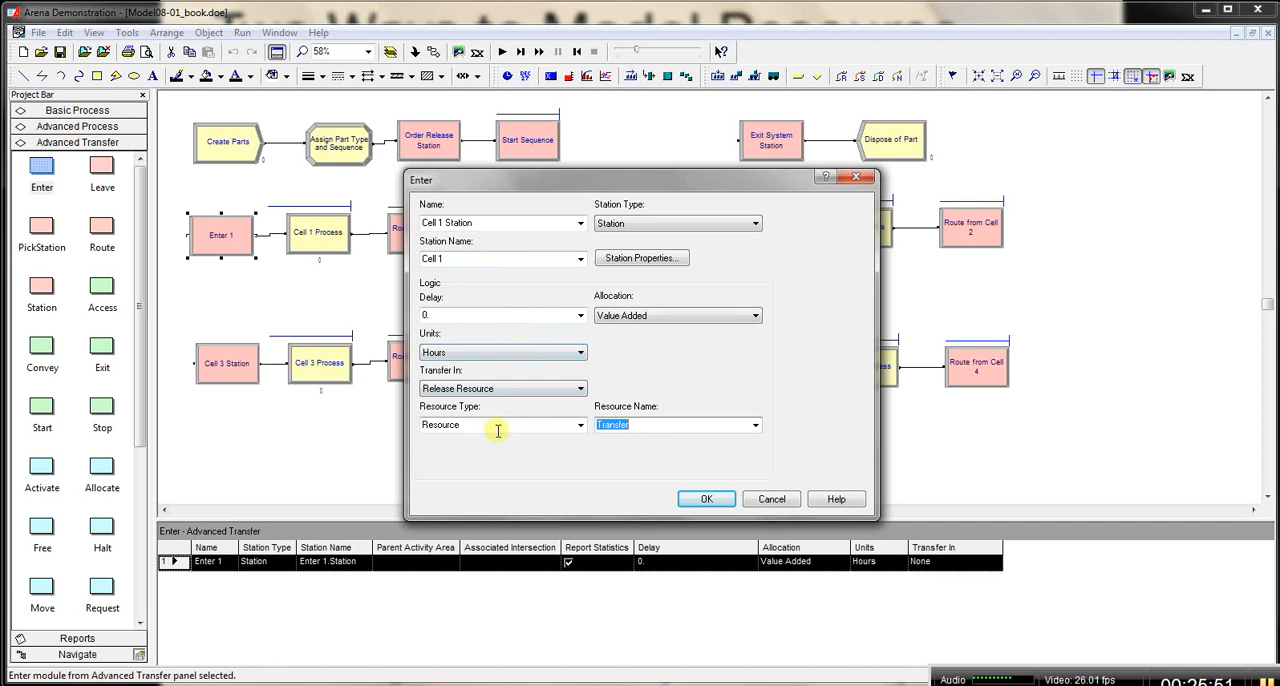 Arena Demonstration - [Model08-01_book.doe]
File Edit View Tools Arrange Object Run Window Help
58%
Project Bar
Basic Process
Advanced Process
Advanced Transfer
Enter Leave
PickStation Route
Station Access
Convey Exit
Start Stop
Activate Allocate
Free Halt
Move Request
Reports
Navigate
Create Parts
0
Assign Part Type and Sequence
Order Release Station
Start Sequence
Exit System Station
Dispose of Part
0
Enter 1
Cell 1 Process
0
Route from Cell 2
Cell 3 Station
Cell 3 Process
0
Route from Cell 4
Enter
Name:
Station Type:
Cell 1 Station
Station
Station Name:
Cell 1
Station Properties...
Logic
Delay:
Allocation:
0.
Value Added
Units:
Hours
Transfer In:
Release Resource
Resource Type:
Resource Name:
Resource
Transfer
OK Cancel Help
Enter - Advanced Transfer
Name Station Type Station Name Parent Activity Area Associated Intersection Report Statistics Delay Allocation Units Transfer In
1 Enter 1 Station Enter 1.Station 0. Value Added Hours None
Enter module from Advanced Transfer panel selected.
Audio Video: 26.01 fps 00:25:51